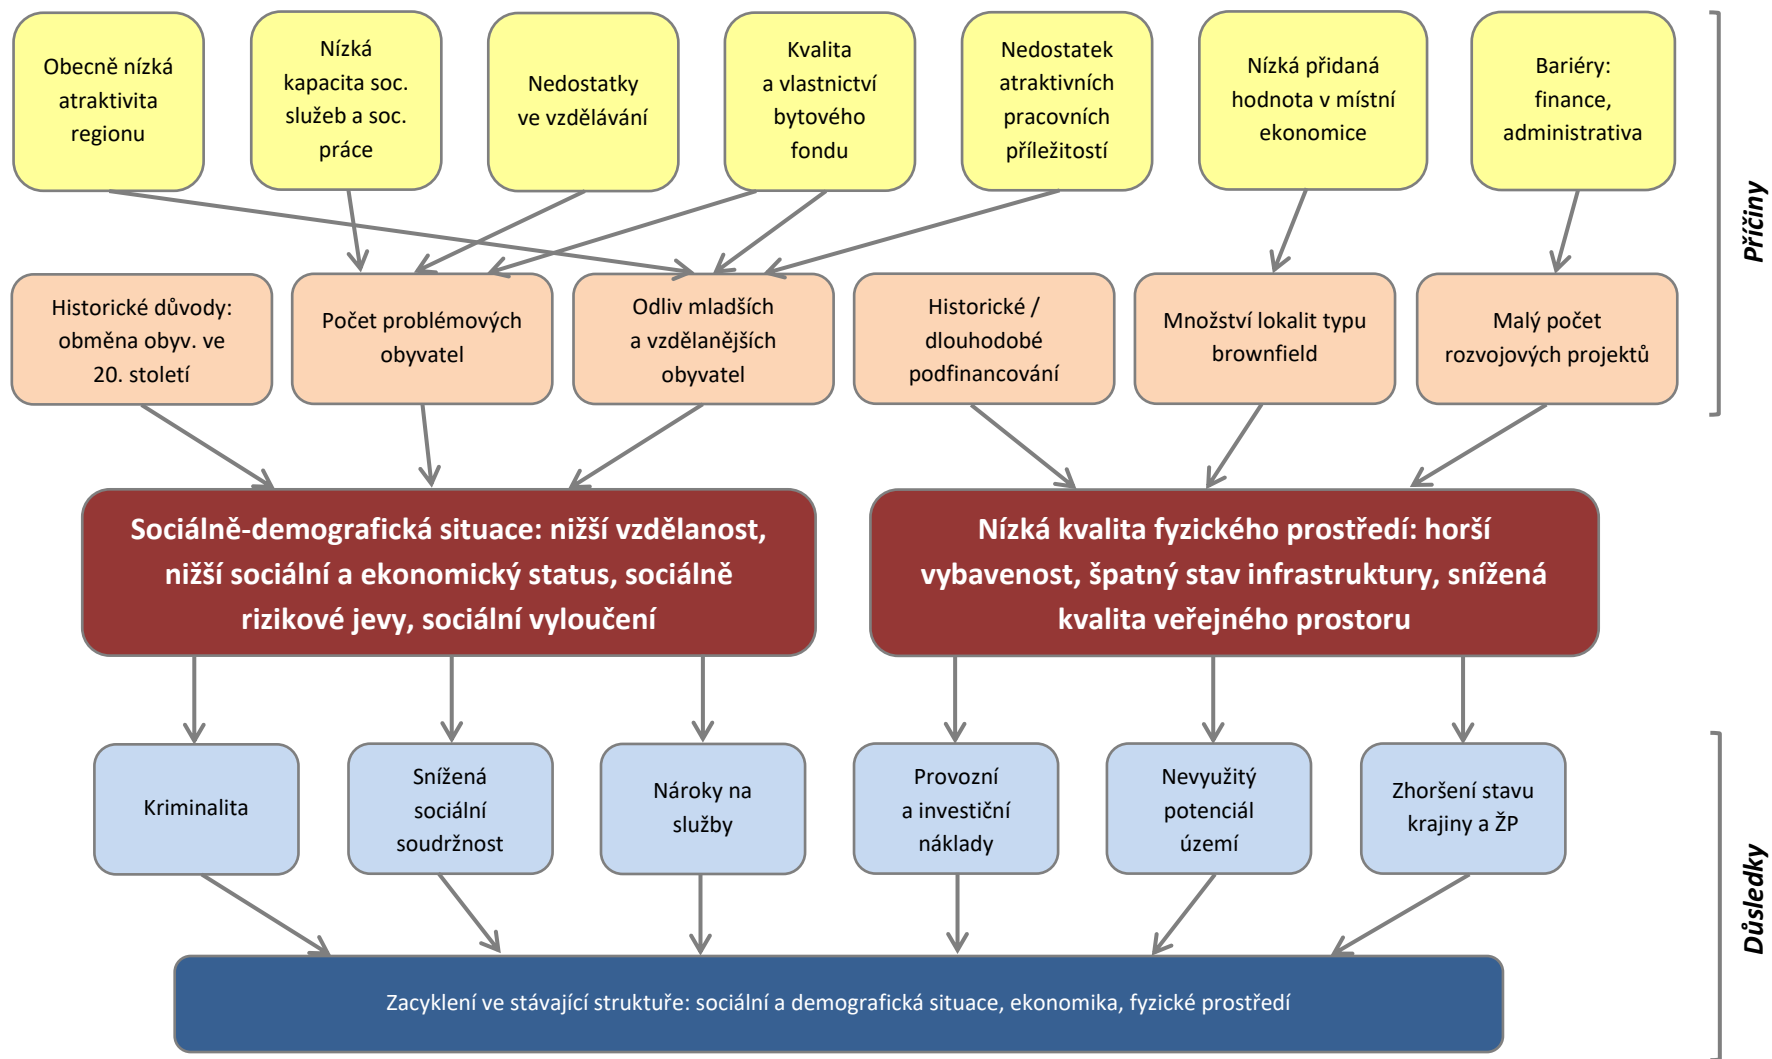 Obecně nízká
atraktivita
regionu
Nízká
kapacita soc.
služeb a soc.
práce
Nedostatky
ve vzdělávání
Kvalita
a vlastnictví
bytového
fondu
Nedostatek
atraktivních
pracovních
příležitostí
Nízká přidaná
hodnota v místní
ekonomice
Bariéry:
finance,
administrativa
Příčiny
Historické důvody:
obměna obyv. ve
20. století
Počet problémových
obyvatel
Odliv mladších
a vzdělanějších
obyvatel
Historické /
dlouhodobé
podfinancování
Množství lokalit typu
brownfield
Malý počet
rozvojových projektů
Sociálně-demografická situace: nižší vzdělanost,
nižší sociální a ekonomický status, sociálně
rizikové jevy, sociální vyloučení
Nízká kvalita fyzického prostředí: horší
vybavenost, špatný stav infrastruktury, snížená
kvalita veřejného prostoru
Kriminalita
Snížená
sociální
soudržnost
Nároky na
služby
Provozní
a investiční
náklady
Nevyužitý
potenciál
území
Zhoršení stavu
krajiny a ŽP
Důsledky
Zacyklení ve stávající struktuře: sociální a demografická situace, ekonomika, fyzické prostředí